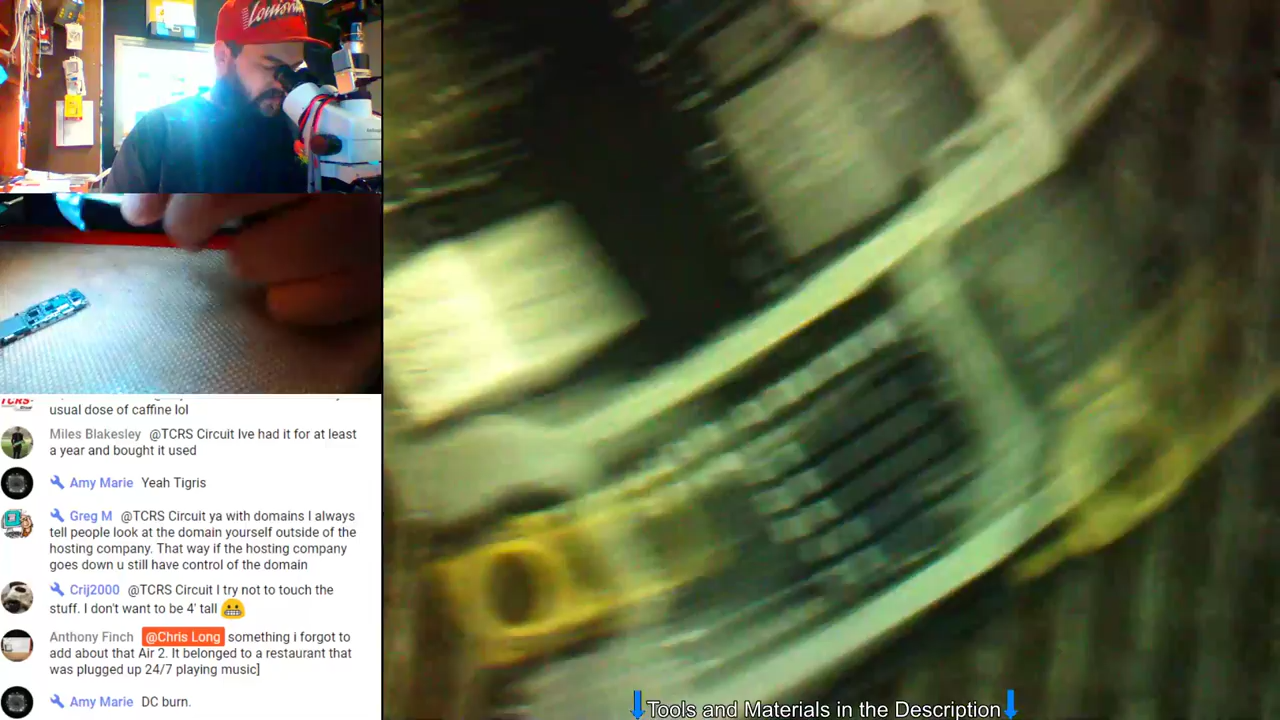 Louisville
TCRS
usual dose of caffine lol
Miles Blakesley @TCRS Circuit Ive had it for at least
a year and bought it used
Amy Marie Yeah Tigris
Greg M @TCRS Circuit ya with domains I always
tell people look at the domain yourself outside of the
hosting company. That way if the hosting company
goes down u still have control of the domain
Crij2000 @TCRS Circuit I try not to touch the
stuff. I don't want to be 4' tall 😬
Anthony Finch @Chris Long something i forgot to
add about that Air 2. It belonged to a restaurant that
was plugged up 24/7 playing music]
Amy Marie DC burn.
Tools and Materials in the Description